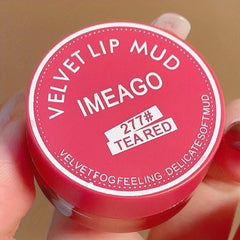 VELVET LIP MUD
IMEAGO
277#
TEA RED
VELVETFOGFEELING DELICATESOFTMUD